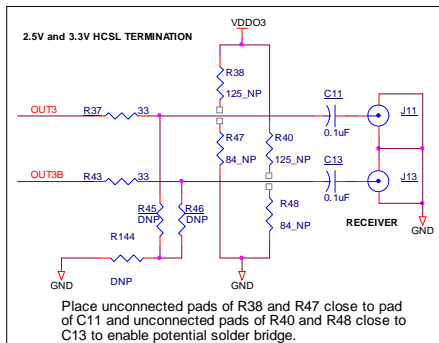 2.5V and 3.3V HCSL TERMINATION
VDDO3
R38
125_NP
C11
0.1uF
J11
OUT3
R37
33
R47
84_NP
R40
125_NP
C13
0.1uF
J13
OUT3B
R43
33
R45
DNP
R46
DNP
R48
84_NP
RECEIVER
R144
DNP
GND
GND
GND
Place unconnected pads of R38 and R47 close to pad
of C11 and unconnected pads of R40 and R48 close to
C13 to enable potential solder bridge.